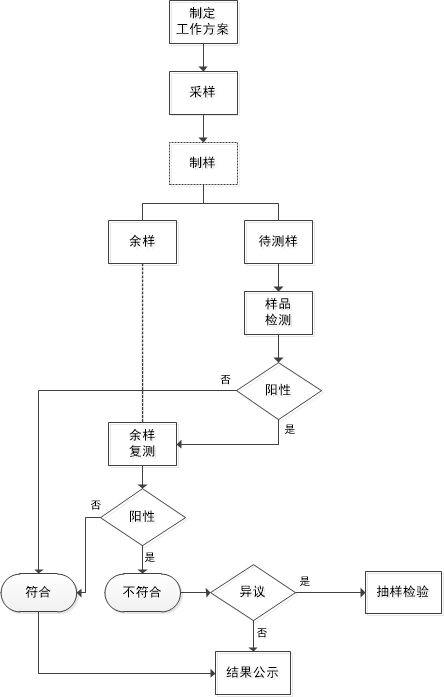 制定
工作方案
采样
制样
余样
待测样
样品
检测
否
阳性
是
余样
复测
否
阳性
是
符合
不符合
异议
是
抽样检验
否
结果公示